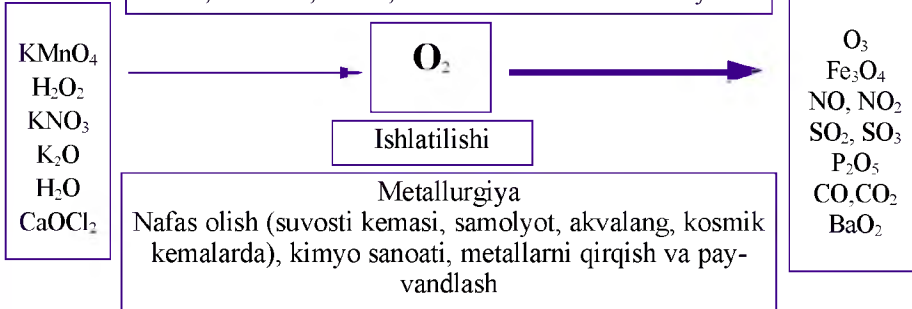 KMnO₄
H₂O₂
KNO₃
K₂O
H₂O
CaOCl₂
O₂
Ishlatilishi
Metallurgiya
Nafas olish (suvosti kemasi, samolyot, akvalang, kosmik
kemalarda), kimyo sanoati, metallarni qirqish va pay-
vandlash
O₃
Fe₃O₄
NO, NO₂
SO₂, SO₃
P₂O₅
CO,CO₂
BaO₂